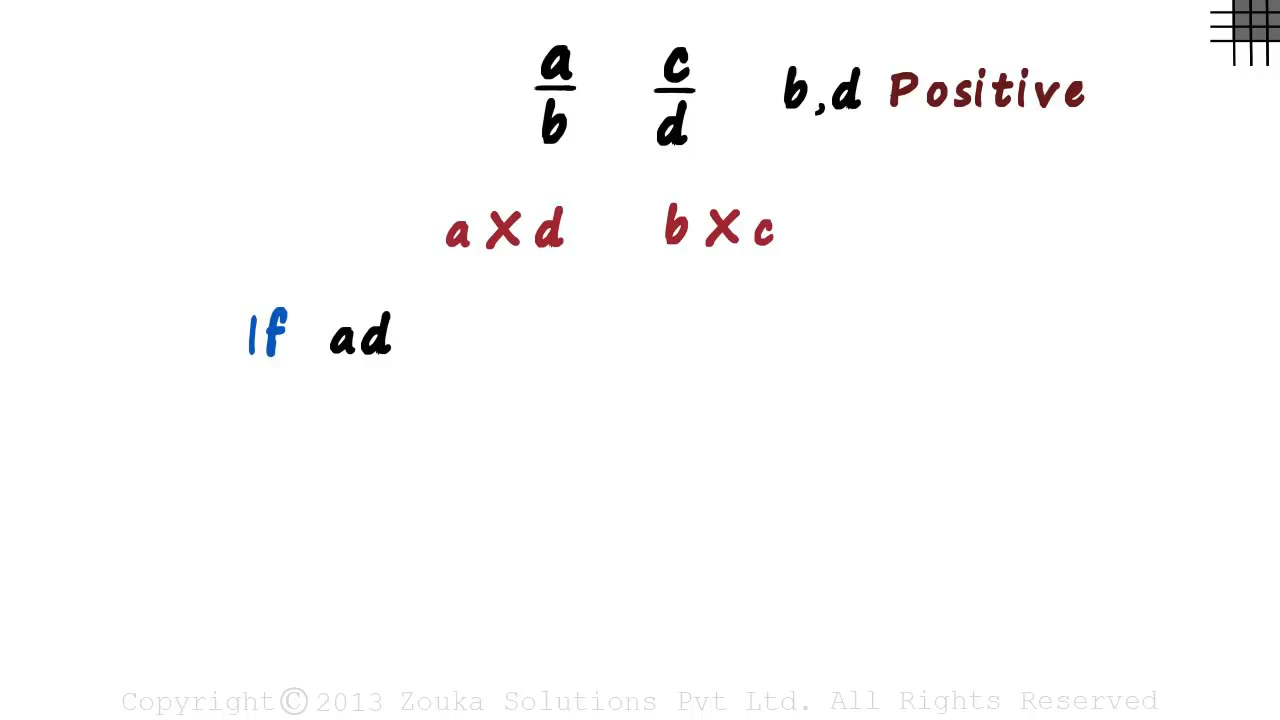 a/b c/d b,d Positive
a X d b X c
If ad
Copyright© 2013 Zouka Solutions Pvt Ltd. All Rights Reserved